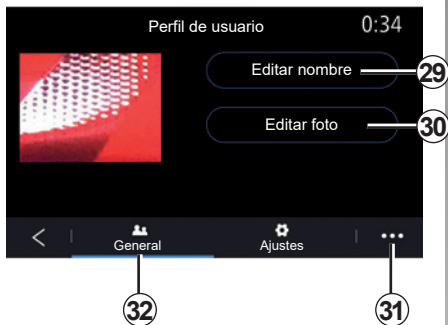 Perfil de usuario 0:34
Editar nombre 29
Editar foto 30
General Ajustes
32 31